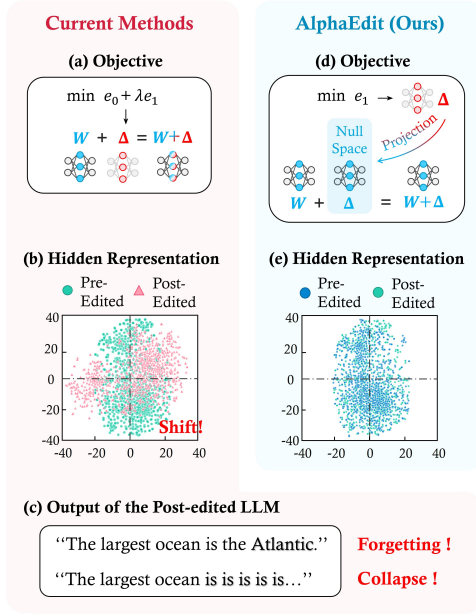 Current Methods
(a) Objective
min e₀ + λe₁
W + Δ = W+Δ
(b) Hidden Representation
Pre-Edited
Post-Edited
40
20
0
-20
-40
Shift!
-40 -20 0 20 40
AlphaEdit (Ours)
(d) Objective
min e₁
Δ
Projection
Null
Space
W + Δ = W+Δ
(e) Hidden Representation
Pre-Edited
Post-Edited
40
20
0
-20
-40
-40 -20 0 20 40
(c) Output of the Post-edited LLM
“The largest ocean is the Atlantic.” Forgetting !
“The largest ocean is is is is is…” Collapse !